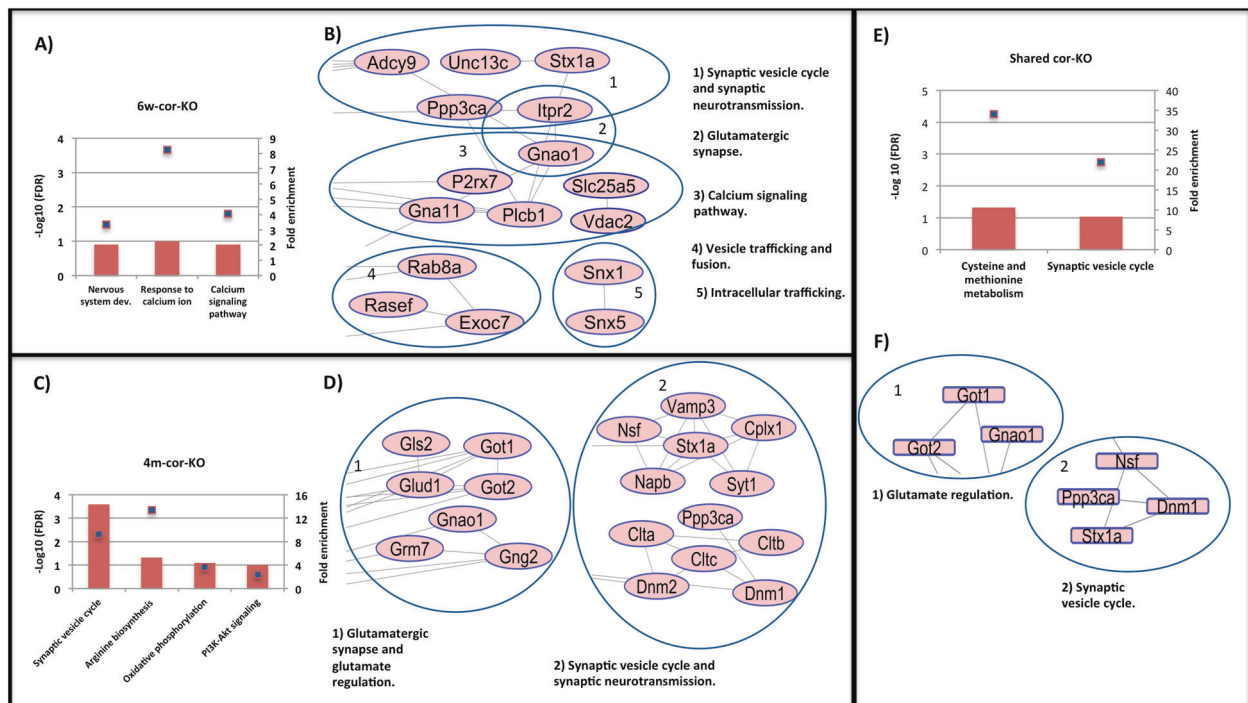 A)
6w-cor-KO
-Log10 (FDR)
4
3
2
1
0
9
8
7
6
5
4
3
2
1
0
Fold enrichment
Nervous
system dev.
Response to
calcium ion
Calcium
signaling
pathway
B)
Adcy9
Unc13c
Stx1a
1
Ppp3ca
Itpr2
2
Gnao1
3
P2rx7
Slc25a5
Gna11
Plcb1
Vdac2
4
Rab8a
Rasef
Exoc7
Snx1
5
Snx5
1) Synaptic vesicle cycle
and synaptic
neurotransmission.
2) Glutamergic
synapse.
3) Calcium signaling
pathway.
4) Vesicle trafficking and
fusion.
5) Intracellular trafficking.
C)
4m-cor-KO
-Log10 (FDR)
4
3
2
1
0
16
12
8
4
0
Fold enrichment
Synaptic vesicle cycle
Arginine biosynthesis
Oxidative phosphorylation
PI3K-Akt signaling
D)
1
Gls2
Got1
Glud1
Got2
Gnao1
Grm7
Gng2
1) Glutamatergic
synapse and
glutamate
regulation.
2
Vamp3
Nsf
Cplx1
Stx1a
Napb
Syt1
Ppp3ca
Clta
Cltb
Cltc
Dnm2
Dnm1
2) Synaptic vesicle cycle and
synaptic neurotransmission.
E)
Shared cor-KO
-Log 10 (FDR)
5
4
3
2
1
0
40
35
30
25
20
15
10
5
0
Fold enrichment
Cysteine and
methionine
metabolism
Synaptic vesicle cycle
F)
1
Got1
Gnao1
Got2
1) Glutamate regulation.
2
Nsf
Ppp3ca
Dnm1
Stx1a
2) Synaptic
vesicle cycle.